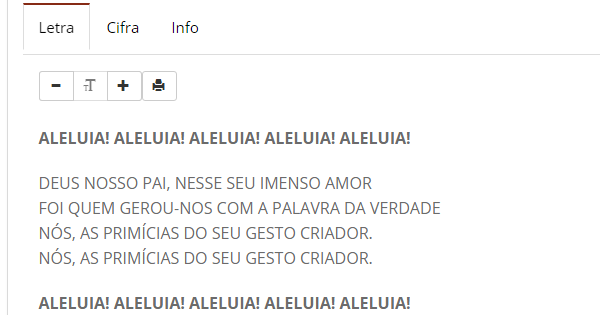 Letra Cifra Info
ALELUIA! ALELUIA! ALELUIA! ALELUIA! ALELUIA!
DEUS NOSSO PAI, NESSE SEU IMENSO AMOR
FOI QUEM GEROU-NOS COM A PALAVRA DA VERDADE
NÓS, AS PRIMÍCIAS DO SEU GESTO CRIADOR.
NÓS, AS PRIMÍCIAS DO SEU GESTO CRIADOR.
ALELUIA! ALELUIA! ALELUIA! ALELUIA! ALELUIA!